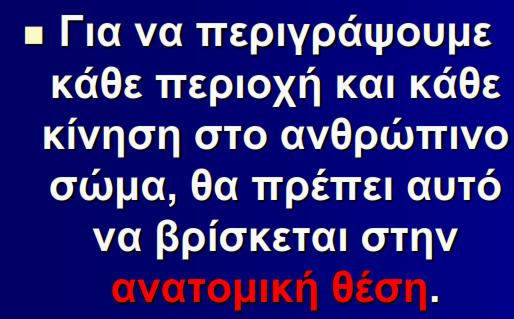 Για να περιγράψουμε
κάθε περιοχή και κάθε
κίνηση στο ανθρώπινο
σώμα, θα πρέπει αυτό
να βρίσκεται στην
ανατομική θέση.